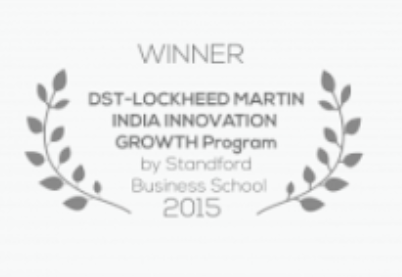 WINNER
DST-LOCKHEED MARTIN
INDIA INNOVATION
GROWTH Program
by Standford
Business School
2015